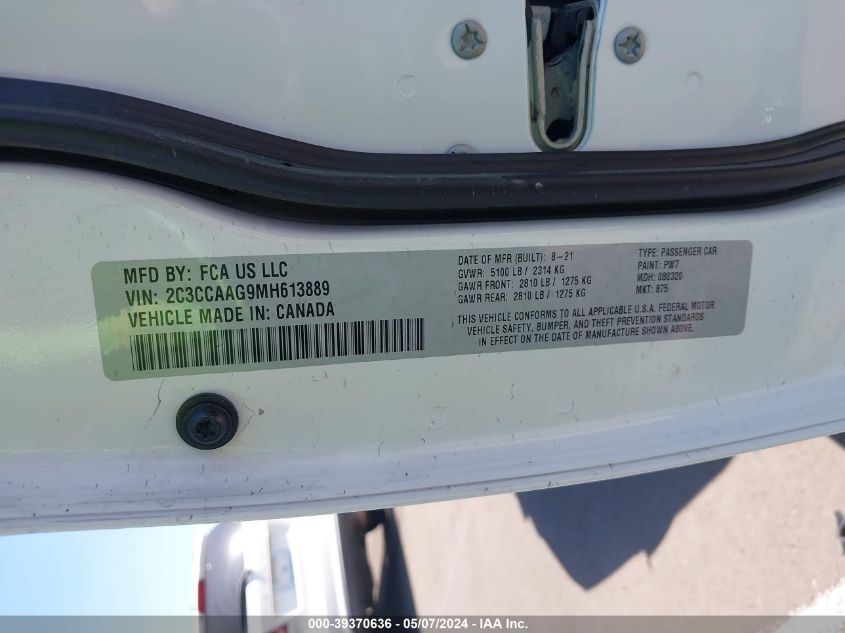 MFD BY: FCA US LLC
VIN: 2C3CCAAG9MH613889
VEHICLE MADE IN: CANADA
DATE OF MFR (BUILT): 8-21
GVWR: 5100 LB / 2314 KG
GAWR FRONT: 2810 LB / 1275 KG
GAWR REAR: 2810 LB / 1275 KG
TYPE: PASSENGER CAR
PAINT: PW7
MDH: 080320
MKT: 875
THIS VEHICLE CONFORMS TO ALL APPLICABLE U.S.A. FEDERAL MOTOR
VEHICLE SAFETY, BUMPER, AND THEFT PREVENTION STANDARDS
IN EFFECT ON THE DATE OF MANUFACTURE SHOWN ABOVE.
000-39370636 - 05/07/2024 - IAA Inc.